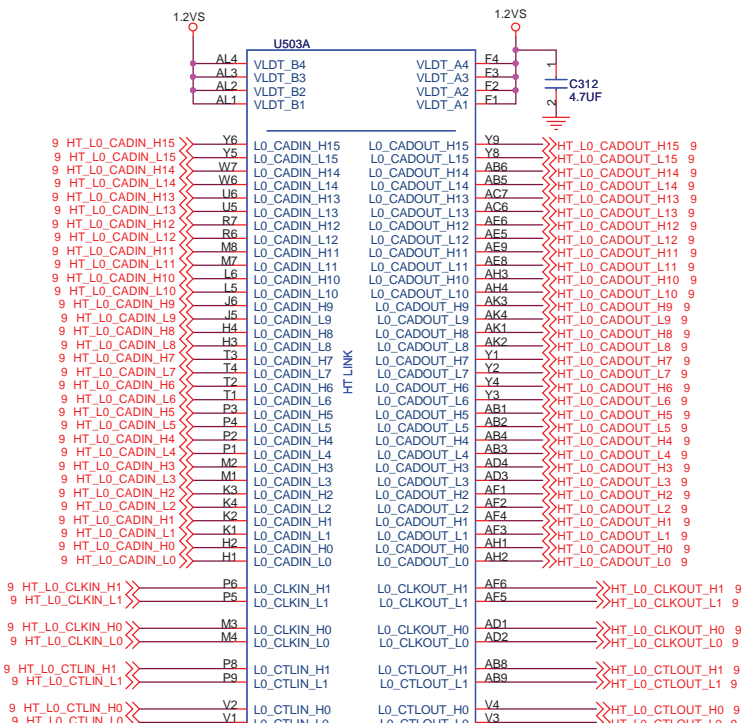 1.2VS 1.2VS
U503A
AL4 VLDT_B4 VLDT_A4 F4
AL3 VLDT_B3 VLDT_A3 F3
AL2 VLDT_B2 VLDT_A2 F2
AL1 VLDT_B1 VLDT_A1 F1
1
C312
4.7UF
2
9 HT_L0_CADIN_H15 Y6 L0_CADIN_H15 L0_CADOUT_H15 Y9 HT_L0_CADOUT_H15 9
9 HT_L0_CADIN_L15 Y5 L0_CADIN_L15 L0_CADOUT_L15 Y8 HT_L0_CADOUT_L15 9
9 HT_L0_CADIN_H14 W7 L0_CADIN_H14 L0_CADOUT_H14 AB6 HT_L0_CADOUT_H14 9
9 HT_L0_CADIN_L14 W6 L0_CADIN_L14 L0_CADOUT_L14 AB5 HT_L0_CADOUT_L14 9
9 HT_L0_CADIN_H13 U6 L0_CADIN_H13 L0_CADOUT_H13 AC7 HT_L0_CADOUT_H13 9
9 HT_L0_CADIN_L13 U5 L0_CADIN_L13 L0_CADOUT_L13 AC6 HT_L0_CADOUT_L13 9
9 HT_L0_CADIN_H12 R7 L0_CADIN_H12 L0_CADOUT_H12 AE6 HT_L0_CADOUT_H12 9
9 HT_L0_CADIN_L12 R6 L0_CADIN_L12 L0_CADOUT_L12 AE5 HT_L0_CADOUT_L12 9
9 HT_L0_CADIN_H11 M8 L0_CADIN_H11 L0_CADOUT_H11 AE9 HT_L0_CADOUT_H11 9
9 HT_L0_CADIN_L11 M7 L0_CADIN_L11 L0_CADOUT_L11 AE8 HT_L0_CADOUT_L11 9
9 HT_L0_CADIN_H10 L6 L0_CADIN_H10 L0_CADOUT_H10 AH3 HT_L0_CADOUT_H10 9
9 HT_L0_CADIN_L10 L5 L0_CADIN_L10 L0_CADOUT_L10 AH4 HT_L0_CADOUT_L10 9
9 HT_L0_CADIN_H9 J6 L0_CADIN_H9 L0_CADOUT_H9 AK3 HT_L0_CADOUT_H9 9
9 HT_L0_CADIN_L9 J5 L0_CADIN_L9 L0_CADOUT_L9 AK4 HT_L0_CADOUT_L9 9
9 HT_L0_CADIN_H8 H4 L0_CADIN_H8 L0_CADOUT_H8 AK1 HT_L0_CADOUT_H8 9
9 HT_L0_CADIN_L8 H3 L0_CADIN_L8 L0_CADOUT_L8 AK2 HT_L0_CADOUT_L8 9
9 HT_L0_CADIN_H7 T3 L0_CADIN_H7 L0_CADOUT_H7 Y1 HT_L0_CADOUT_H7 9
9 HT_L0_CADIN_L7 T4 L0_CADIN_L7 L0_CADOUT_L7 Y2 HT_L0_CADOUT_L7 9
HT LINK
9 HT_L0_CADIN_H6 T2 L0_CADIN_H6 L0_CADOUT_H6 Y4 HT_L0_CADOUT_H6 9
9 HT_L0_CADIN_L6 T1 L0_CADIN_L6 L0_CADOUT_L6 Y3 HT_L0_CADOUT_L6 9
9 HT_L0_CADIN_H5 P3 L0_CADIN_H5 L0_CADOUT_H5 AB1 HT_L0_CADOUT_H5 9
9 HT_L0_CADIN_L5 P4 L0_CADIN_L5 L0_CADOUT_L5 AB2 HT_L0_CADOUT_L5 9
9 HT_L0_CADIN_H4 P2 L0_CADIN_H4 L0_CADOUT_H4 AB4 HT_L0_CADOUT_H4 9
9 HT_L0_CADIN_L4 P1 L0_CADIN_L4 L0_CADOUT_L4 AB3 HT_L0_CADOUT_L4 9
9 HT_L0_CADIN_H3 M2 L0_CADIN_H3 L0_CADOUT_H3 AD4 HT_L0_CADOUT_H3 9
9 HT_L0_CADIN_L3 M1 L0_CADIN_L3 L0_CADOUT_L3 AD3 HT_L0_CADOUT_L3 9
9 HT_L0_CADIN_H2 K3 L0_CADIN_H2 L0_CADOUT_H2 AF1 HT_L0_CADOUT_H2 9
9 HT_L0_CADIN_L2 K4 L0_CADIN_L2 L0_CADOUT_L2 AF2 HT_L0_CADOUT_L2 9
9 HT_L0_CADIN_H1 K2 L0_CADIN_H1 L0_CADOUT_H1 AF4 HT_L0_CADOUT_H1 9
9 HT_L0_CADIN_L1 K1 L0_CADIN_L1 L0_CADOUT_L1 AF3 HT_L0_CADOUT_L1 9
9 HT_L0_CADIN_H0 H2 L0_CADIN_H0 L0_CADOUT_H0 AH1 HT_L0_CADOUT_H0 9
9 HT_L0_CADIN_L0 H1 L0_CADIN_L0 L0_CADOUT_L0 AH2 HT_L0_CADOUT_L0 9
9 HT_L0_CLKIN_H1 P6 L0_CLKIN_H1 L0_CLKOUT_H1 AF6 HT_L0_CLKOUT_H1 9
9 HT_L0_CLKIN_L1 P5 L0_CLKIN_L1 L0_CLKOUT_L1 AF5 HT_L0_CLKOUT_L1 9
9 HT_L0_CLKIN_H0 M3 L0_CLKIN_H0 L0_CLKOUT_H0 AD1 HT_L0_CLKOUT_H0 9
9 HT_L0_CLKIN_L0 M4 L0_CLKIN_L0 L0_CLKOUT_L0 AD2 HT_L0_CLKOUT_L0 9
9 HT_L0_CTLIN_H1 P8 L0_CTLIN_H1 L0_CTLOUT_H1 AB8 HT_L0_CTLOUT_H1 9
9 HT_L0_CTLIN_L1 P9 L0_CTLIN_L1 L0_CTLOUT_L1 AB9 HT_L0_CTLOUT_L1 9
9 HT_L0_CTLIN_H0 V2 L0_CTLIN_H0 L0_CTLOUT_H0 V4 HT_L0_CTLOUT_H0 9
9 HT_L0_CTLIN_L0 V1 L0_CTLIN_L0 L0_CTLOUT_L0 V3 HT_L0_CTLOUT_L0 9